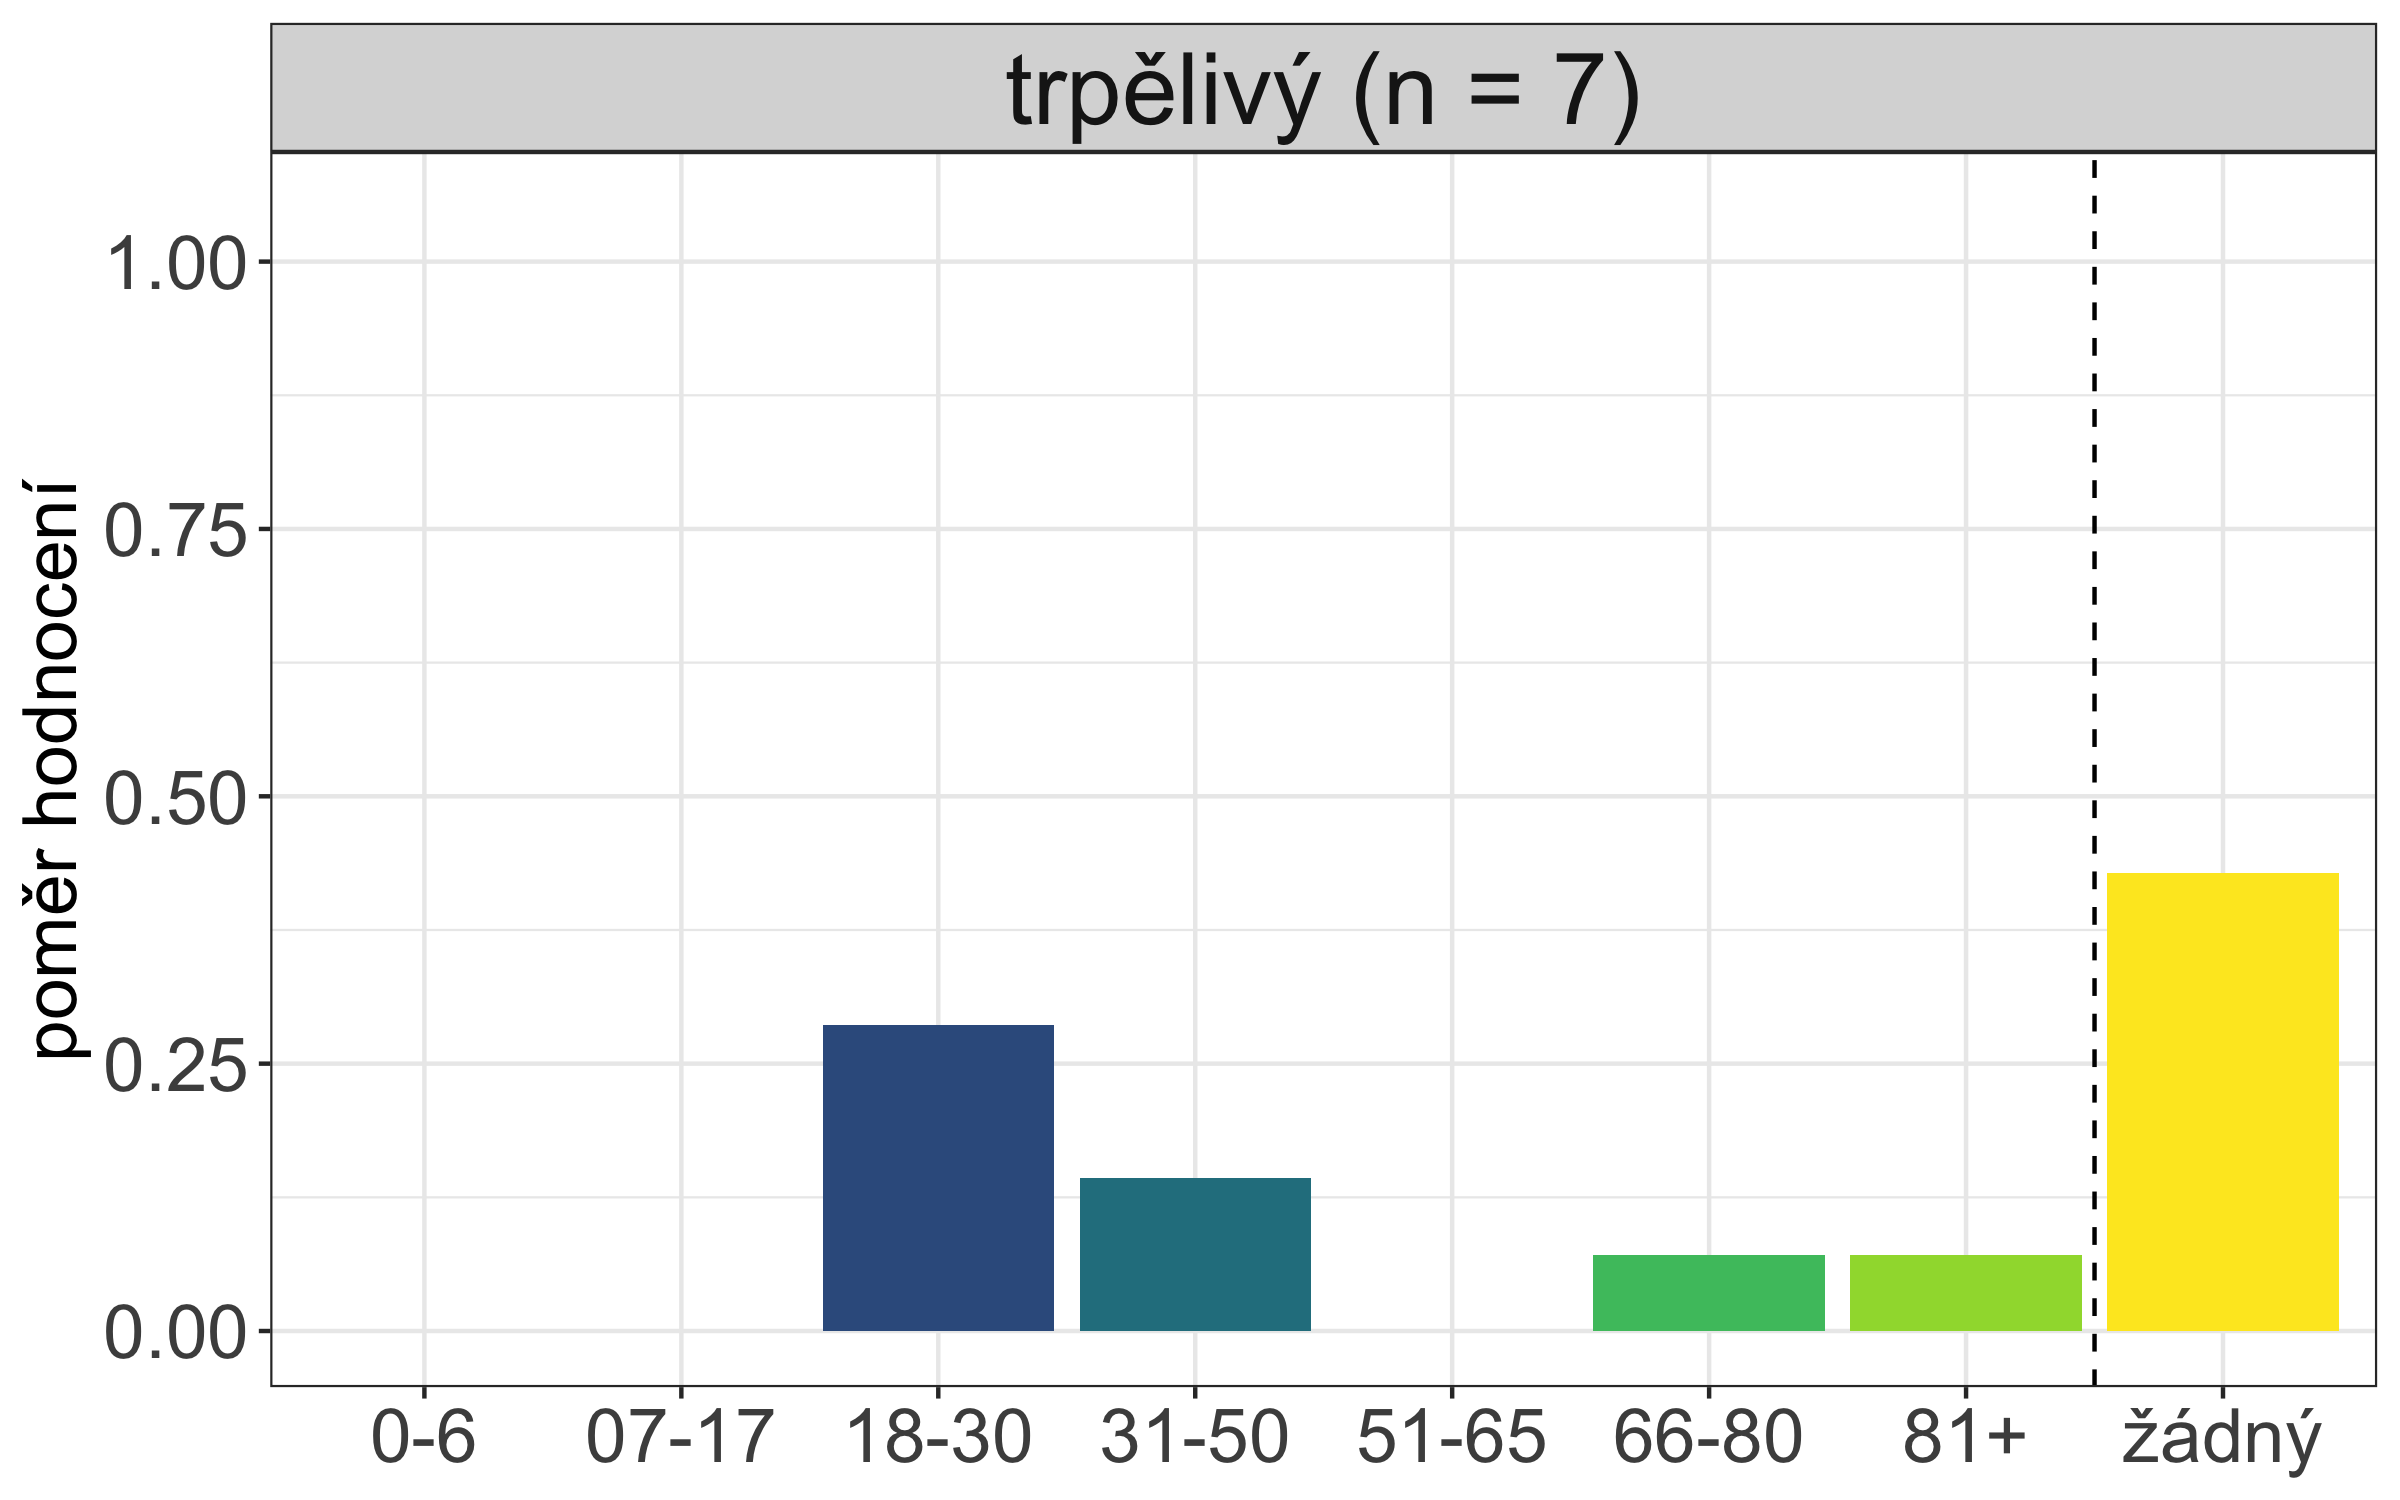 trpělivý (n = 7)
poměr hodnocení
1.00
0.75
0.50
0.25
0.00
0-6 07-17 18-30 31-50 51-65 66-80 81+ žádný